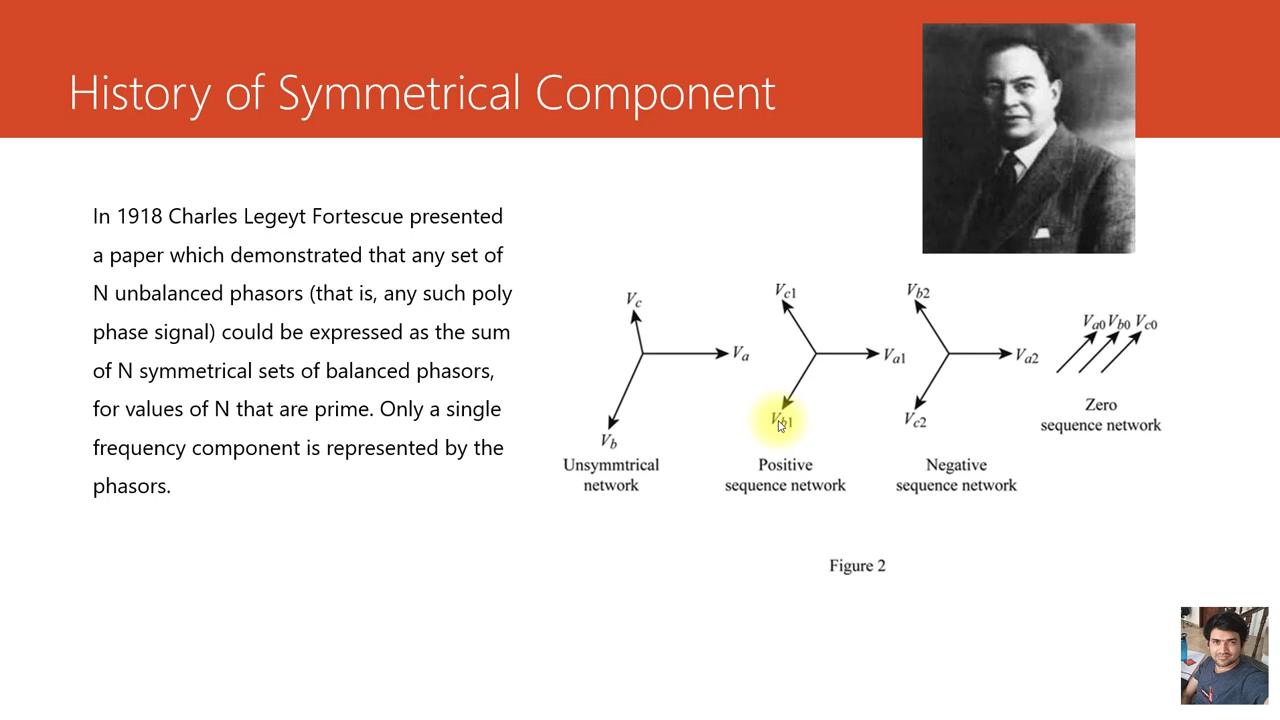 History of Symmetrical Component
In 1918 Charles Legeyt Fortescue presented
a paper which demonstrated that any set of
N unbalanced phasors (that is, any such poly
phase signal) could be expressed as the sum
of N symmetrical sets of balanced phasors,
for values of N that are prime. Only a single
frequency component is represented by the
phasors.
Vc
Va
Vb
Unsymmtrical
network
Vc1
Va1
Vb1
Positive
sequence network
Vb2
Va2
Vc2
Negative
sequence network
Va0 Vb0 Vc0
Zero
sequence network
Figure 2